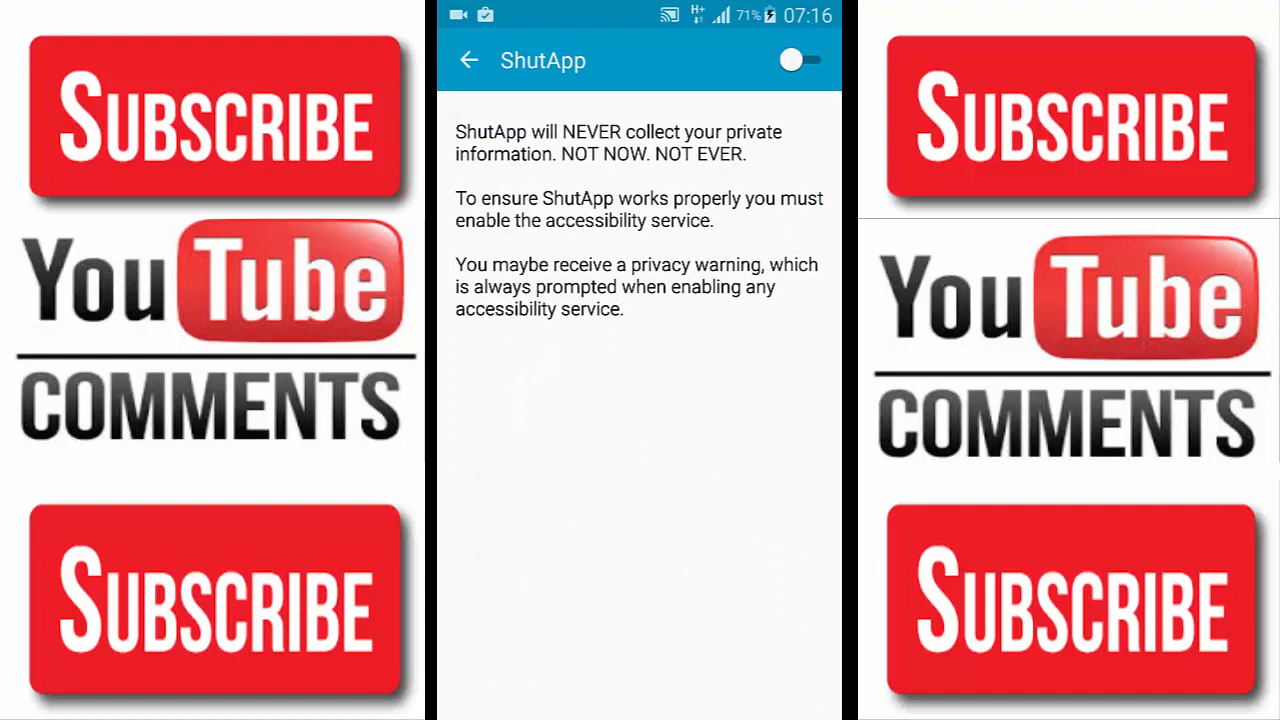 SUBSCRIBE
YouTube
COMMENTS
SUBSCRIBE
H+
71%
07:16
ShutApp
ShutApp will NEVER collect your private
information. NOT NOW. NOT EVER.
To ensure ShutApp works properly you must
enable the accessibility service.
You maybe receive a privacy warning, which
is always prompted when enabling any
accessibility service.
SUBSCRIBE
YouTube
COMMENTS
SUBSCRIBE